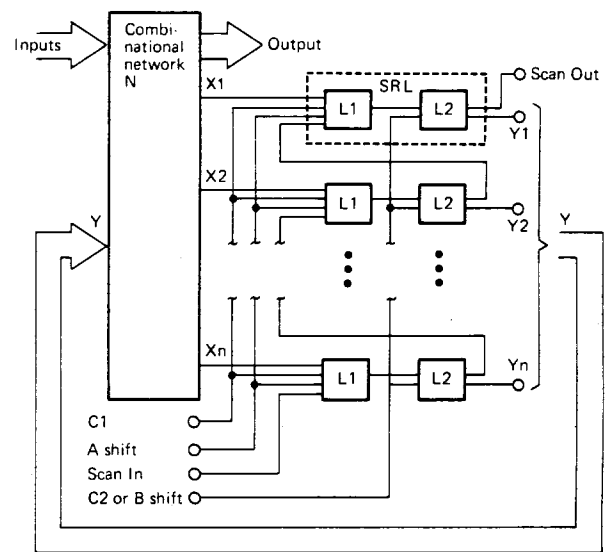 Inputs
Combi-
national
network
N
Output
X1
SRL
L1
L2
Scan Out
Y1
X2
L1
L2
Y2
Y
Y
Xn
L1
L2
Yn
C1
A shift
Scan In
C2 or B shift